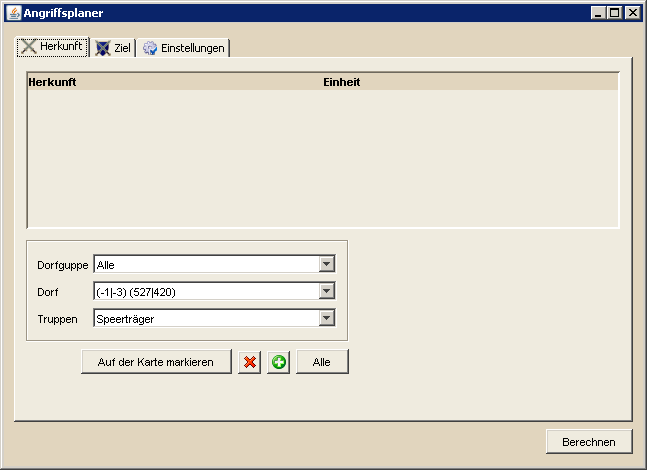 Angriffsplaner
Herkunft Ziel Einstellungen
Herkunft Einheit
Dorfguppe Alle
Dorf (-1|-3) (527|420)
Truppen Speerträger
Auf der Karte markieren Alle
Berechnen